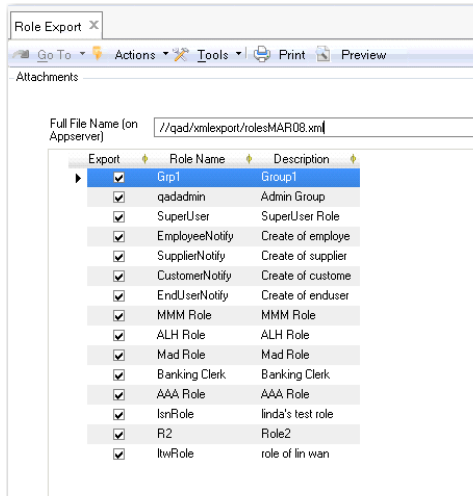 Role Export
Go To Actions Tools Print Preview
Attachments
Full File Name (on Appserver) //qad/xmlexport/rolesMAR08.xml
Export Role Name Description
Grp1 Group1
qadadmin Admin Group
SuperUser SuperUser Role
EmployeeNotify Create of employe
SupplierNotify Create of supplier
CustomerNotify Create of custome
EndUserNotify Create of enduser
MMM Role MMM Role
ALH Role ALH Role
Mad Role Mad Role
Banking Clerk Banking Clerk
AAA Role AAA Role
lsnRole linda's test role
R2 Role2
ltwRole role of lin wan